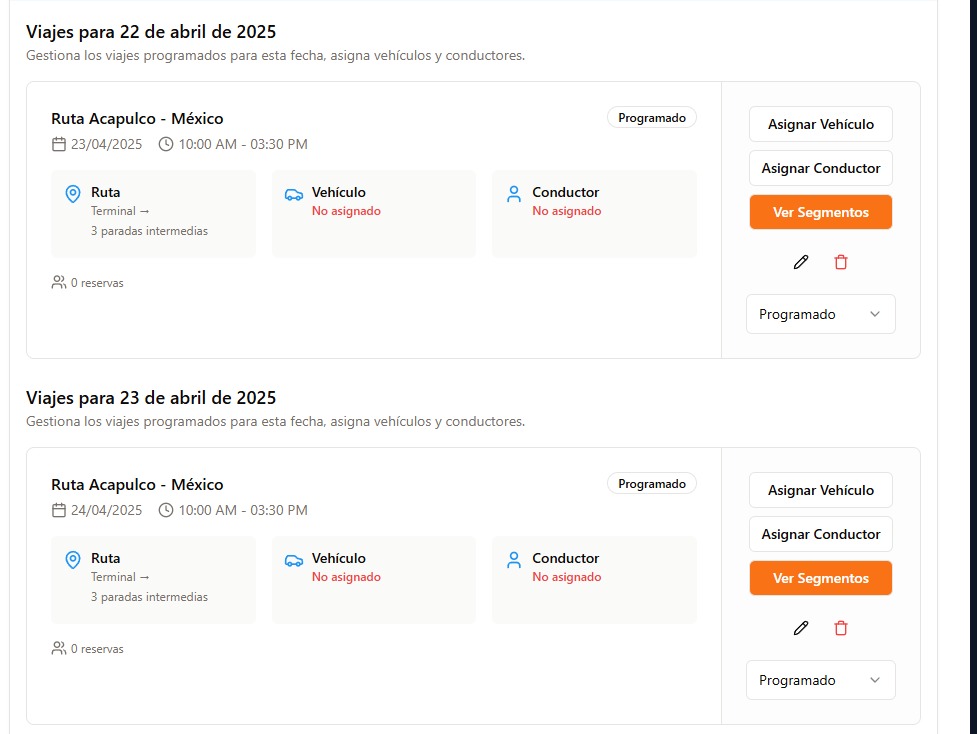 Viajes para 22 de abril de 2025
Gestiona los viajes programados para esta fecha, asigna vehículos y conductores.
Ruta Acapulco - México
Programado
23/04/2025 10:00 AM - 03:30 PM
Ruta
Terminal →
3 paradas intermedias
Vehículo
No asignado
Conductor
No asignado
0 reservas
Asignar Vehículo
Asignar Conductor
Ver Segmentos
Programado
Viajes para 23 de abril de 2025
Gestiona los viajes programados para esta fecha, asigna vehículos y conductores.
Ruta Acapulco - México
Programado
24/04/2025 10:00 AM - 03:30 PM
Ruta
Terminal →
3 paradas intermedias
Vehículo
No asignado
Conductor
No asignado
0 reservas
Asignar Vehículo
Asignar Conductor
Ver Segmentos
Programado